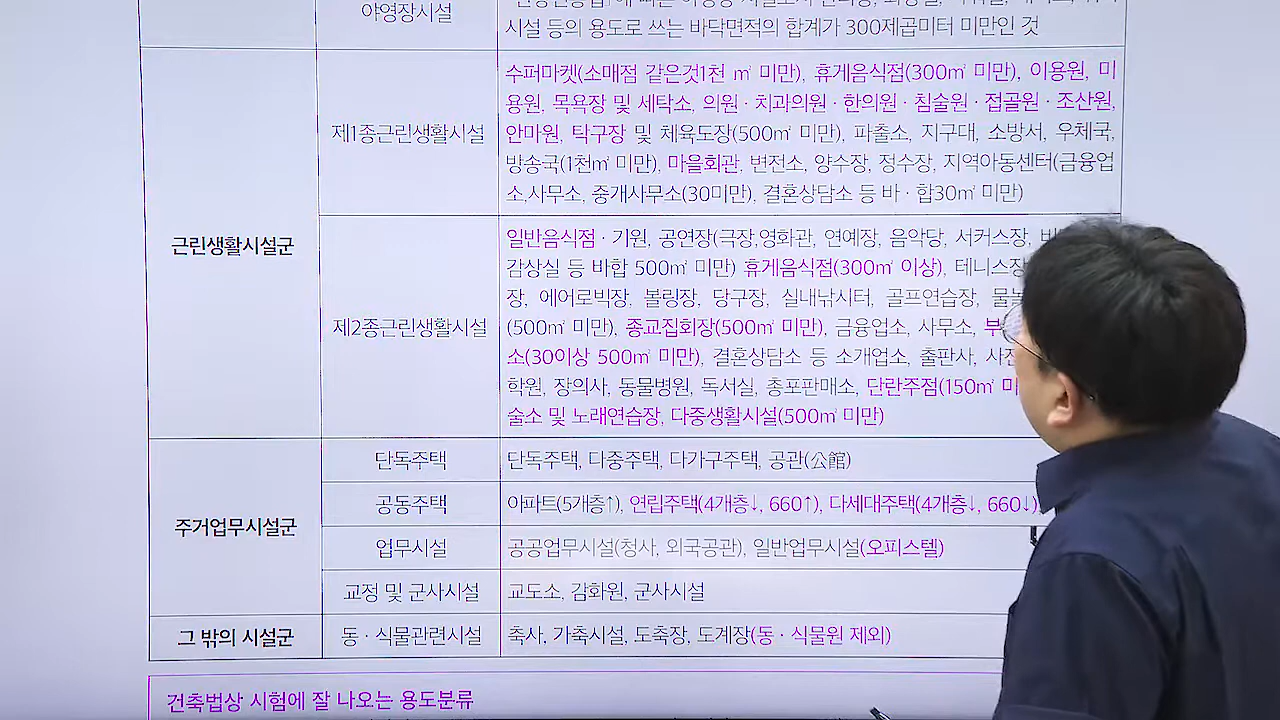 야영장시설
시설 등의 용도로 쓰는 바닥면적의 합계가 300제곱미터 미만인 것
근린생활시설군
제1종근린생활시설
수퍼마켓(소매점 같은것1천 ㎡ 미만), 휴게음식점(300㎡ 미만), 이용원, 미
용원, 목욕장 및 세탁소, 의원·치과의원·한의원·침술원·접골원·조산원,
안마원, 탁구장 및 체육도장(500㎡ 미만), 파출소, 지구대, 소방서, 우체국,
방송국(1천㎡ 미만), 마을회관, 변전소, 양수장, 정수장, 지역아동센터(금융업
소,사무소, 중개사무소(30미만), 결혼상담소 등 바·합30㎡ 미만)
제2종근린생활시설
일반음식점·기원, 공연장(극장,영화관, 연예장, 음악당, 서커스장,
감상실 등 바합 500㎡ 미만) 휴게음식점(300㎡ 이상), 테니스장
장, 에어로빅장, 볼링장, 당구장, 실내낚시터, 골프연습장,
(500㎡ 미만), 종교집회장(500㎡ 미만), 금융업소, 사무소, 부
소(30이상 500㎡ 미만), 결혼상담소 등 소개업소, 출판사,
학원, 장의사, 동물병원, 독서실, 총포판매소, 단란주점(150㎡ 미
술소 및 노래연습장, 다중생활시설(500㎡ 미만)
주거업무시설군
단독주택
단독주택, 다중주택, 다가구주택, 공관(公館)
공동주택
아파트(5개층↑), 연립주택(4개층↓, 660↑), 다세대주택(4개층↓, 660↓),
업무시설
공공업무시설(청사, 외국공관), 일반업무시설(오피스텔)
교정 및 군사시설
교도소, 감화원, 군사시설
그 밖의 시설군
동·식물관련시설
축사, 가축시설, 도축장, 도계장(동·식물원 제외)
건축법상 시험에 잘 나오는 용도분류